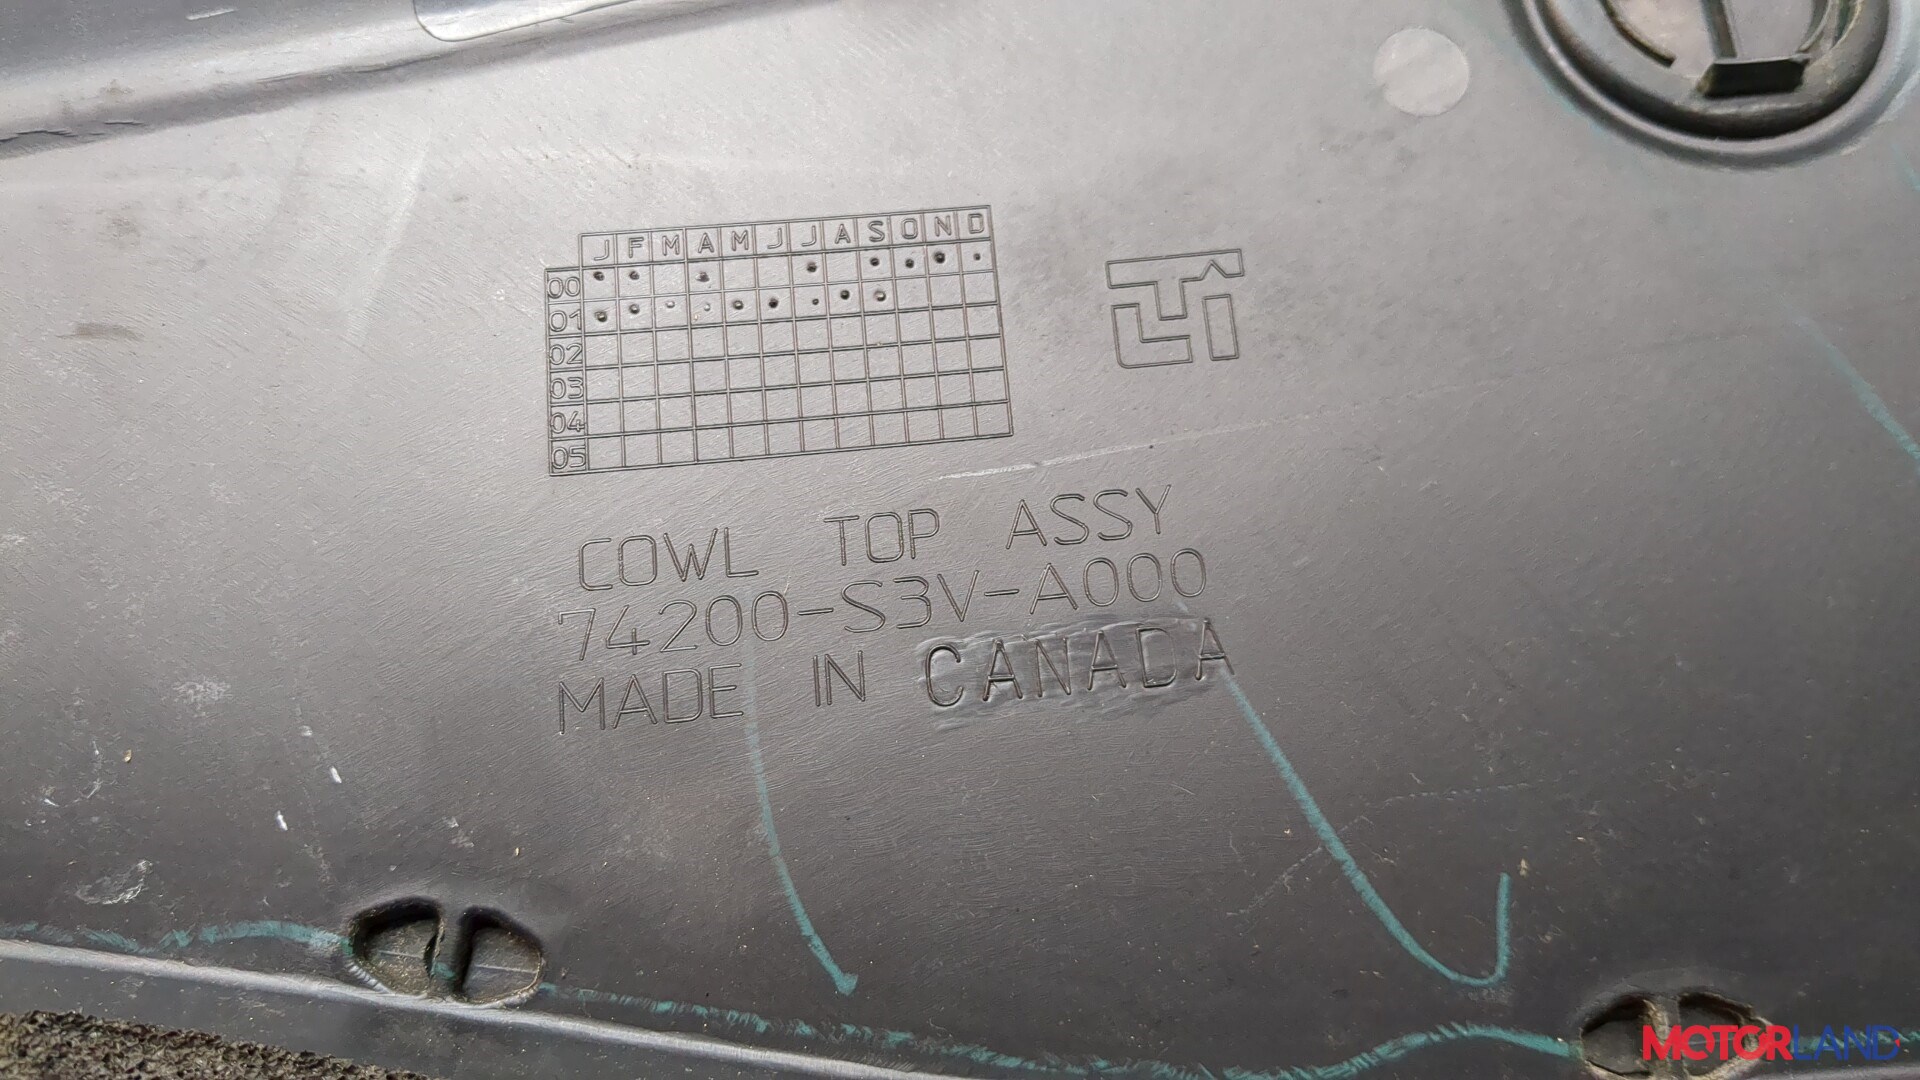 J F M A M J J A S O N D
00
01
02
03
04
05
COWL TOP ASSY
74200-S3V-A000
MADE IN CANADA
MOTORLAND